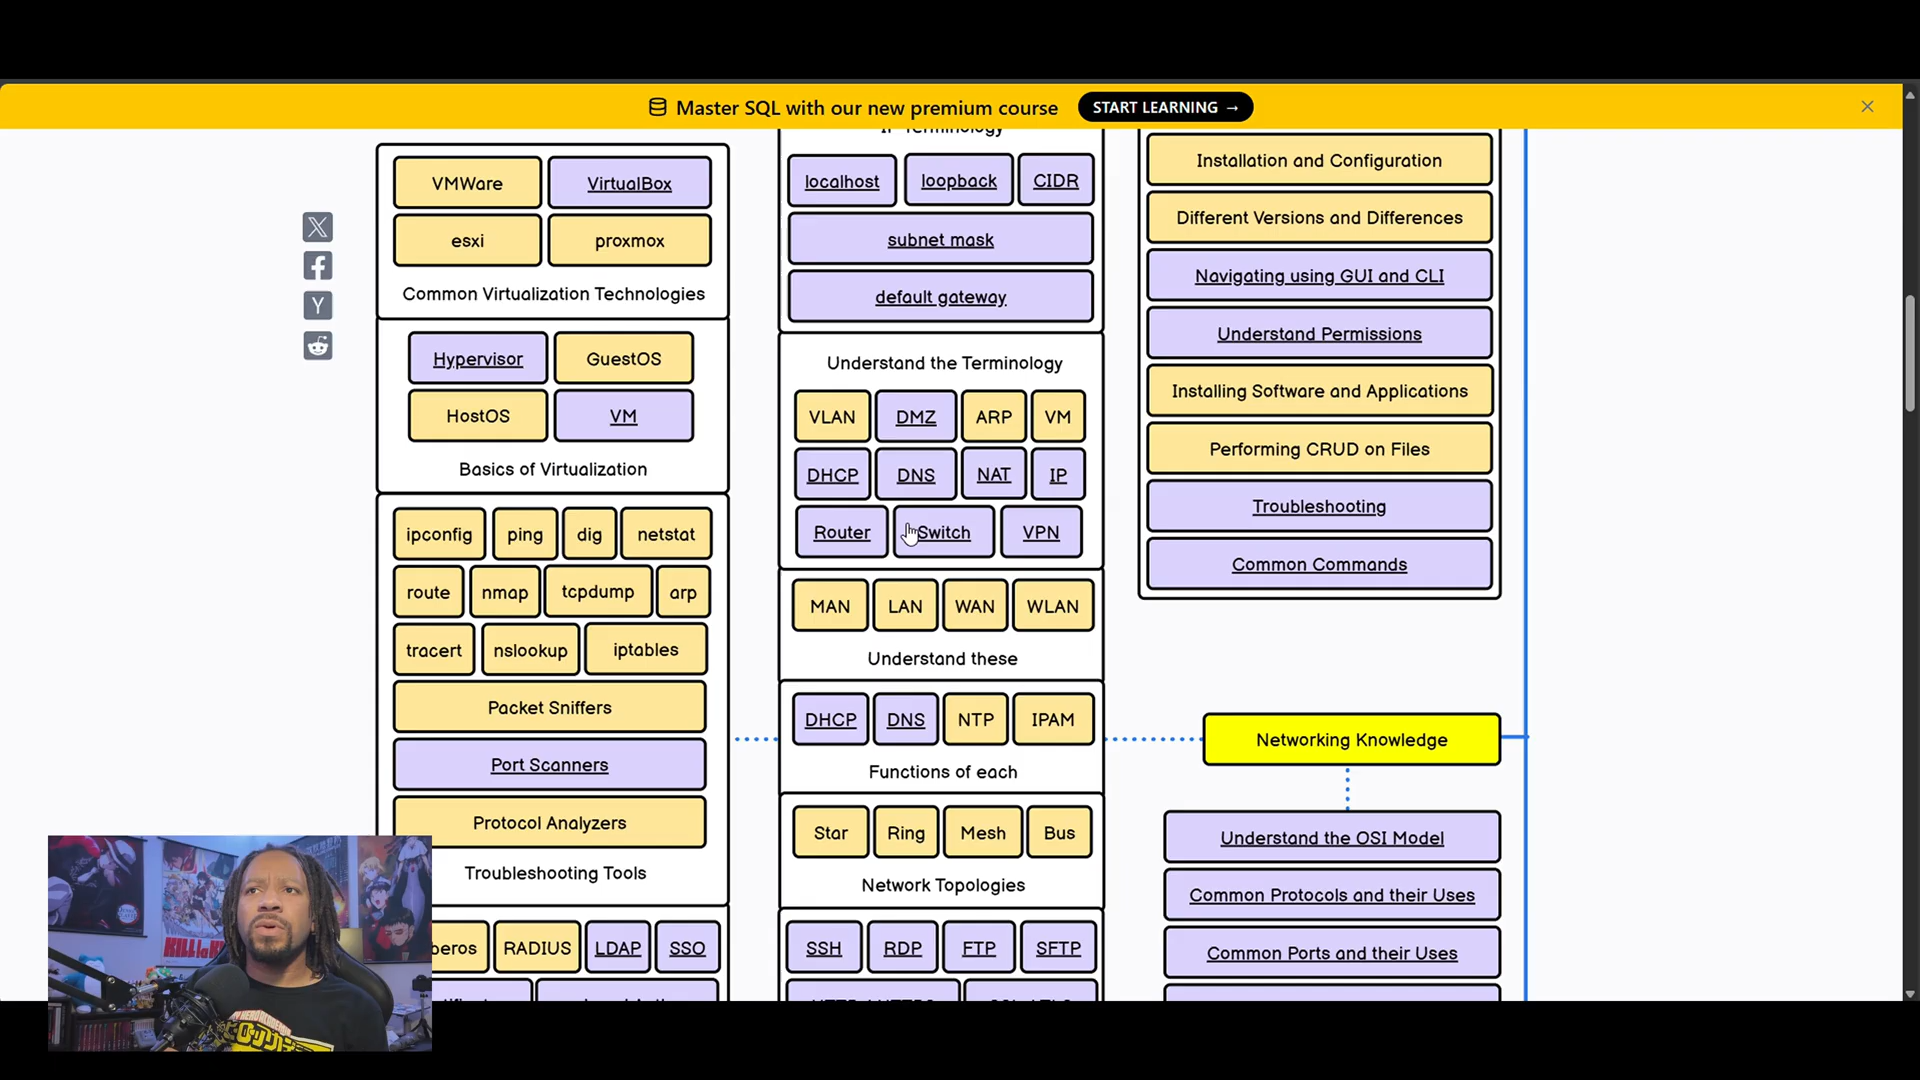 Master SQL with our new premium course START LEARNING →
VMWare VirtualBox
esxi proxmox
Common Virtualization Technologies
Hypervisor GuestOS
HostOS VM
Basics of Virtualization
ipconfig ping dig netstat
route nmap tcpdump arp
tracert nslookup iptables
Packet Sniffers
Port Scanners
Protocol Analyzers
Troubleshooting Tools
beros RADIUS LDAP SSO
IP Terminology
localhost loopback CIDR
subnet mask
default gateway
Understand the Terminology
VLAN DMZ ARP VM
DHCP DNS NAT IP
Router Switch VPN
MAN LAN WAN WLAN
Understand these
DHCP DNS NTP IPAM
Functions of each
Star Ring Mesh Bus
Network Topologies
SSH RDP FTP SFTP
Installation and Configuration
Different Versions and Differences
Navigating using GUI and CLI
Understand Permissions
Installing Software and Applications
Performing CRUD on Files
Troubleshooting
Common Commands
Networking Knowledge
Understand the OSI Model
Common Protocols and their Uses
Common Ports and their Uses